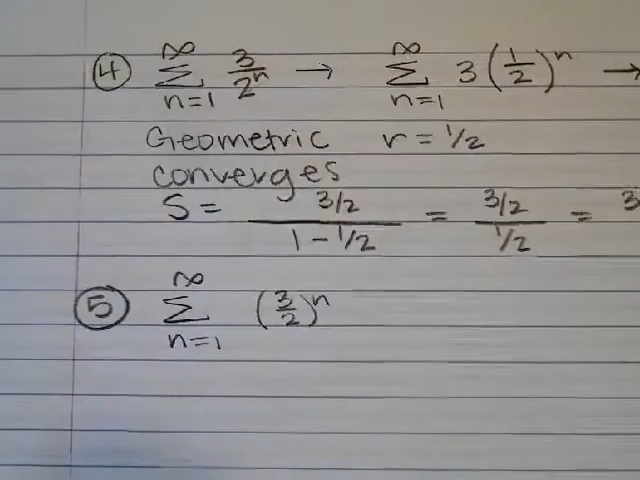 ④ ∞ Σ n=1 3/2ⁿ → ∞ Σ n=1 3(1/2)ⁿ →
Geometric r = 1/2
converges
S = 3/2 / 1 - 1/2 = 3/2 / 1/2 = 3
⑤ ∞ Σ n=1 (3/2)ⁿ